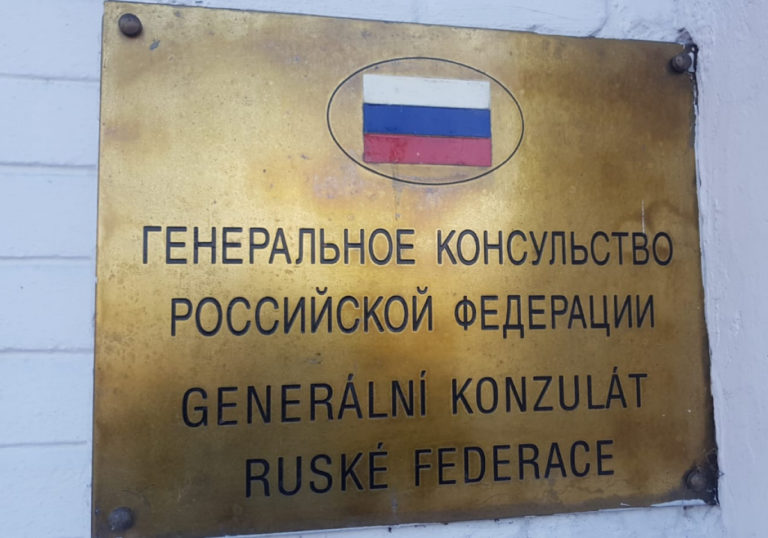 ГЕНЕРАЛЬНОЕ КОНСУЛЬСТВО
РОССИЙСКОЙ ФЕДЕРАЦИИ
GENERÁLNÍ KONZULÁT
RUSKÉ FEDERACE